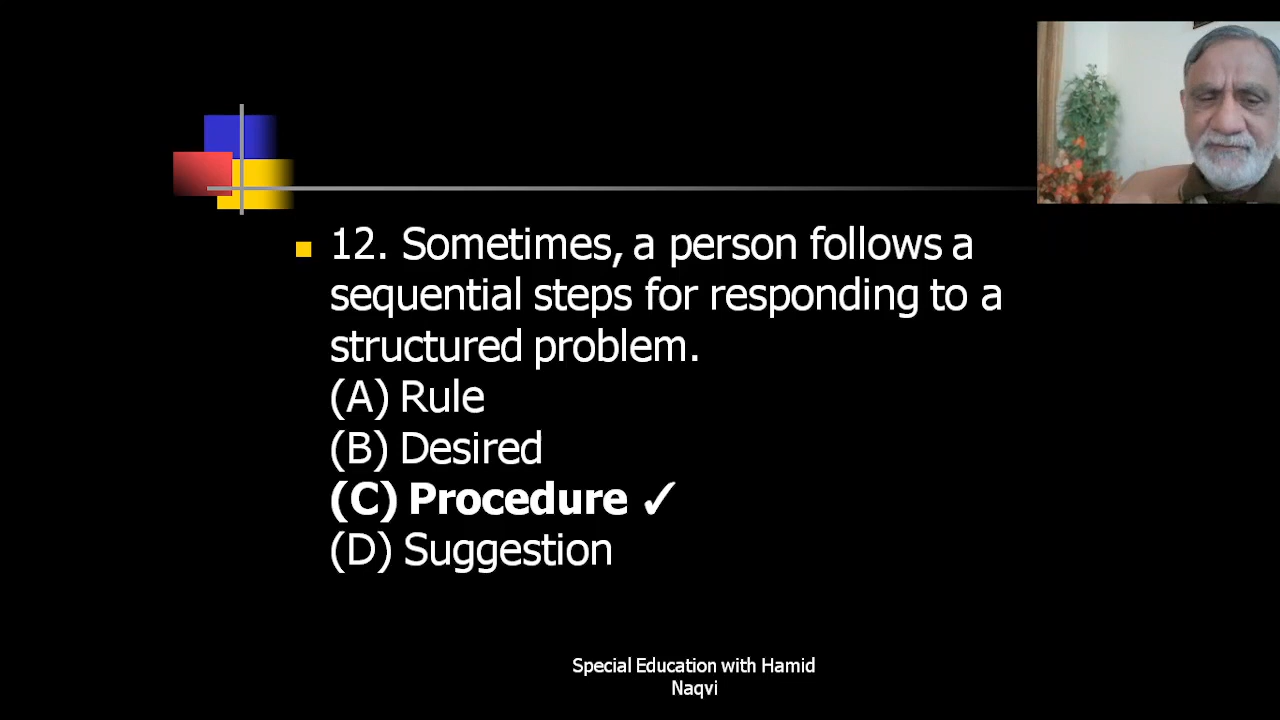 12. Sometimes, a person follows a
sequential steps for responding to a
structured problem.
(A) Rule
(B) Desired
(C) Procedure ✓
(D) Suggestion
Special Education with Hamid
Naqvi